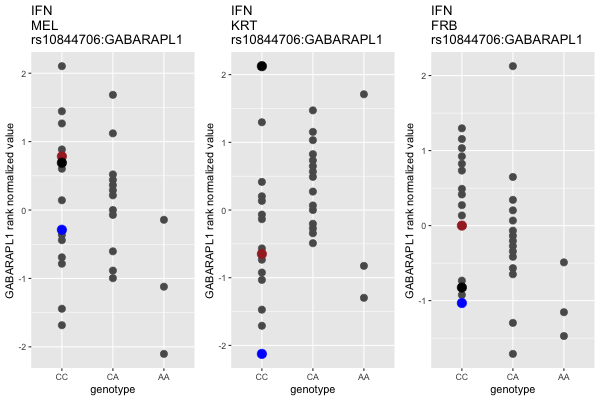 IFN
MEL
rs10844706:GABARAPL1
GABARAPL1 rank normalized value
2
1
0
-1
-2
CC CA AA
genotype
IFN
KRT
rs10844706:GABARAPL1
GABARAPL1 rank normalized value
2
1
0
-1
-2
CC CA AA
genotype
IFN
FRB
rs10844706:GABARAPL1
GABARAPL1 rank normalized value
2
1
0
-1
CC CA AA
genotype